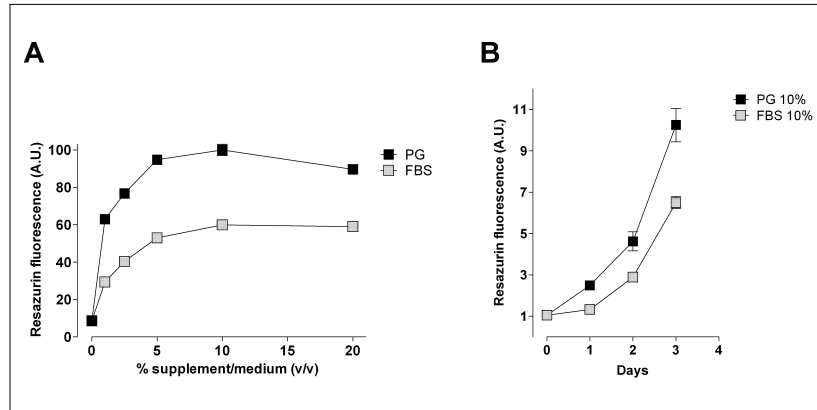 A
Resazurin fluorescence (A.U.)
100
80
60
40
20
0
0
5
10
15
20
% supplement/medium (v/v)
PG
FBS
B
Resazurin fluorescence (A.U.)
11
9
7
5
3
1
0
1
2
3
4
Days
PG 10%
FBS 10%